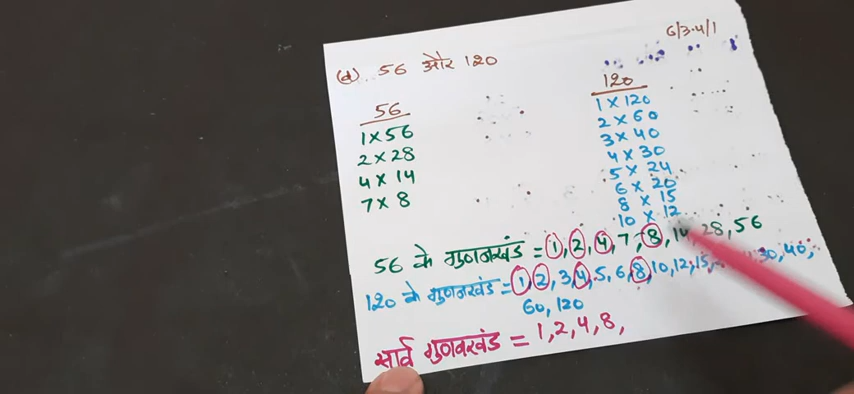 6/3.4/1
(d) 56 और 120
56
1 x 56
2 x 28
4 x 14
7 x 8
120
1 x 120
2 x 60
3 x 40
4 x 30
5 x 24
6 x 20
8 x 15
10 x 12
56 के गुणनखंड = 1, 2, 4, 7, 8, 14, 28, 56
120 के गुणनखंड = 1, 2, 3, 4, 5, 6, 8, 10, 12, 15, 30, 40,
60, 120
सार्व गुणनखंड = 1, 2, 4, 8,